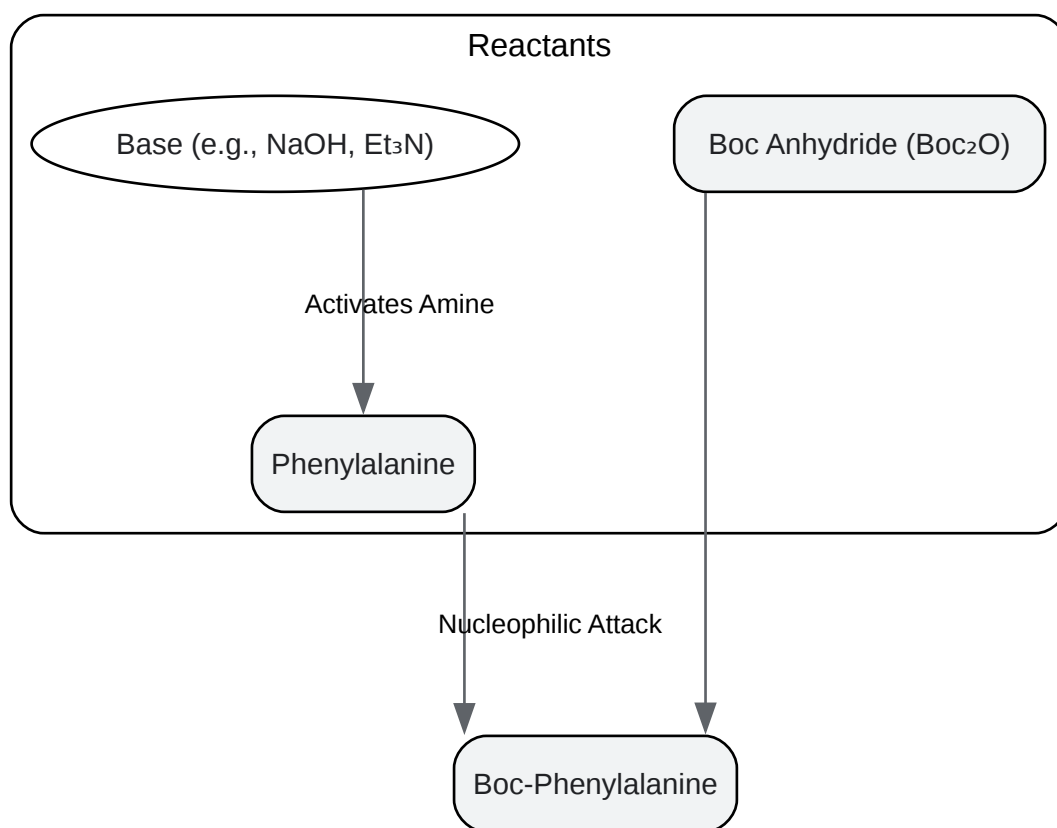 Reactants
Base (e.g., NaOH, Et₃N)
Boc Anhydride (Boc₂O)
Activates Amine
Phenylalanine
Nucleophilic Attack
Boc-Phenylalanine